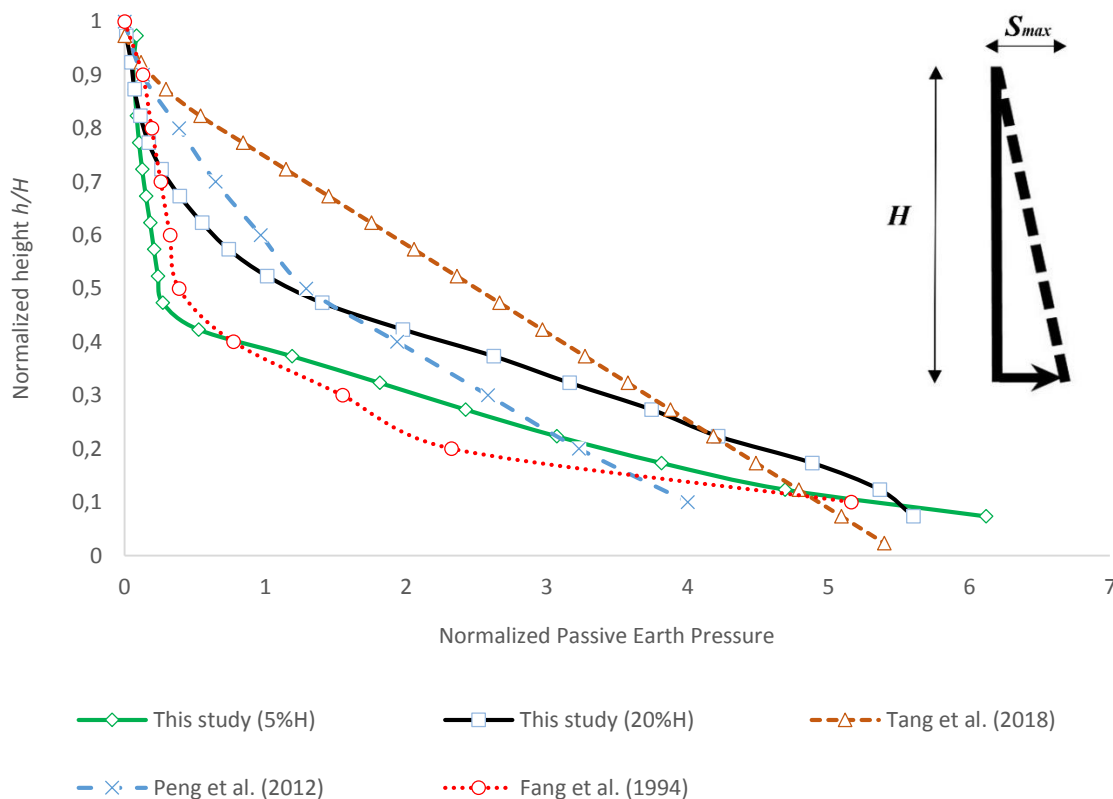 1
0,9
0,8
0,7
0,6
0,5
0,4
0,3
0,2
0,1
0
Normalized height h/H
0 1 2 3 4 5 6 7
Normalized Passive Earth Pressure
Smax
H
This study (5%H) This study (20%H) Tang et al. (2018)
Peng et al. (2012) Fang et al. (1994)